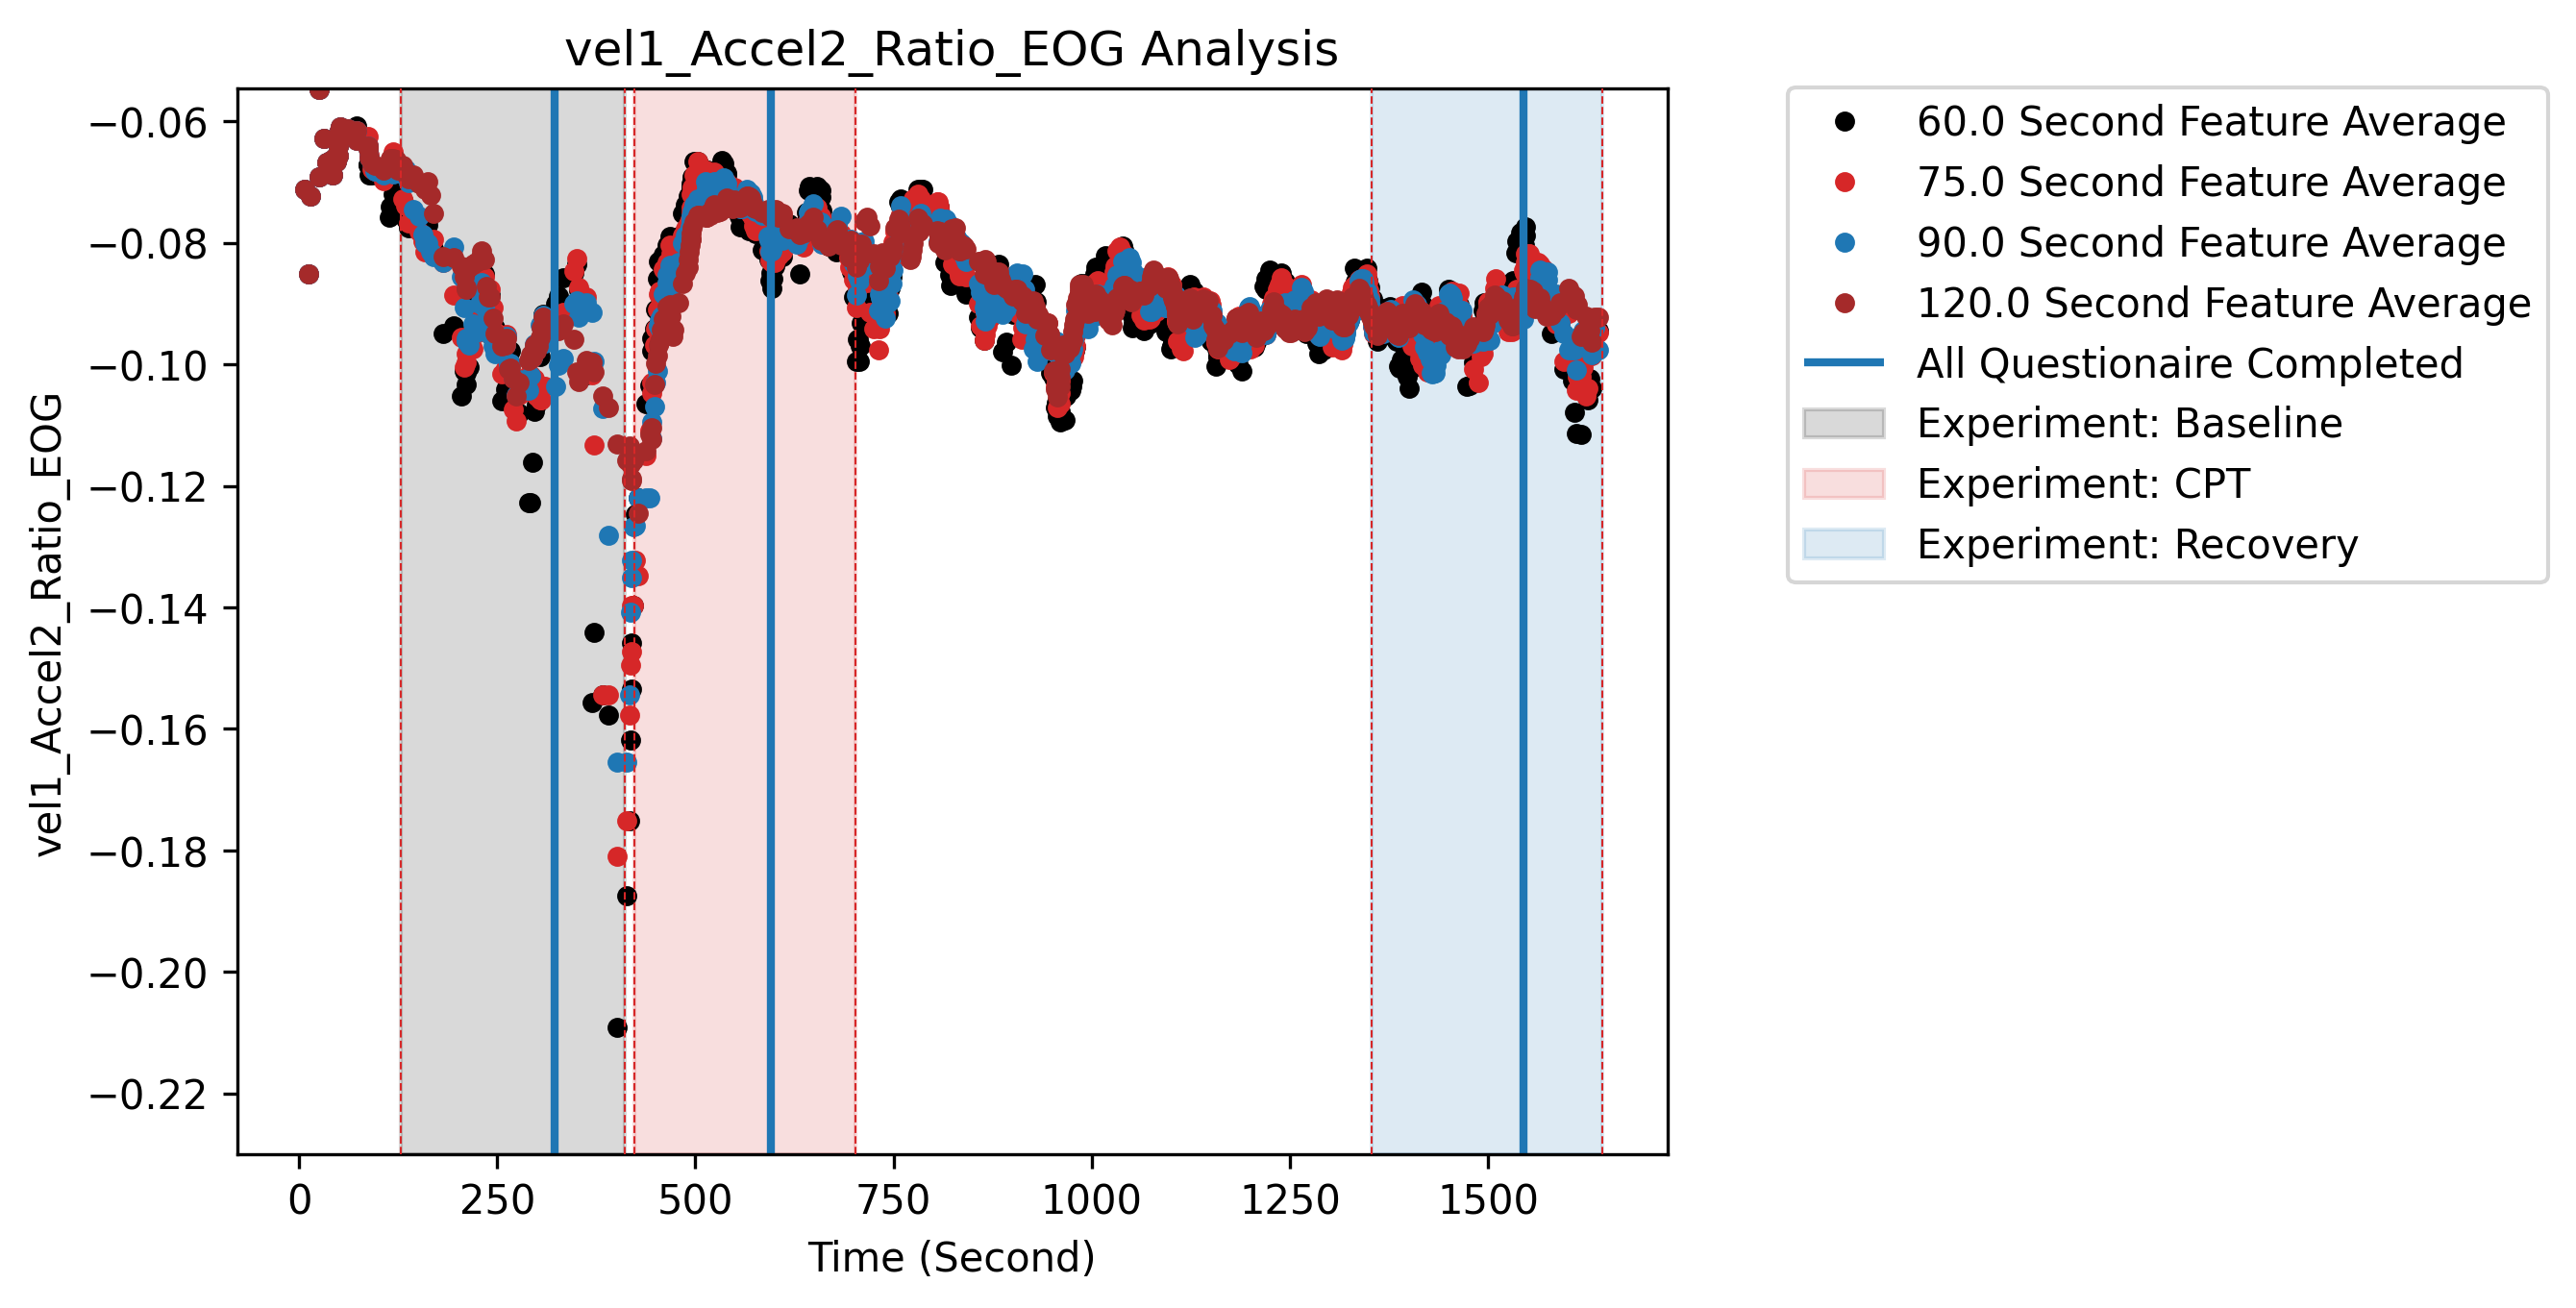 vel1_Accel2_Ratio_EOG Analysis
vel1_Accel2_Ratio_EOG
−0.06
−0.08
−0.10
−0.12
−0.14
−0.16
−0.18
−0.20
−0.22
0
250
500
750
1000
1250
1500
Time (Second)
60.0 Second Feature Average
75.0 Second Feature Average
90.0 Second Feature Average
120.0 Second Feature Average
All Questionaire Completed
Experiment: Baseline
Experiment: CPT
Experiment: Recovery